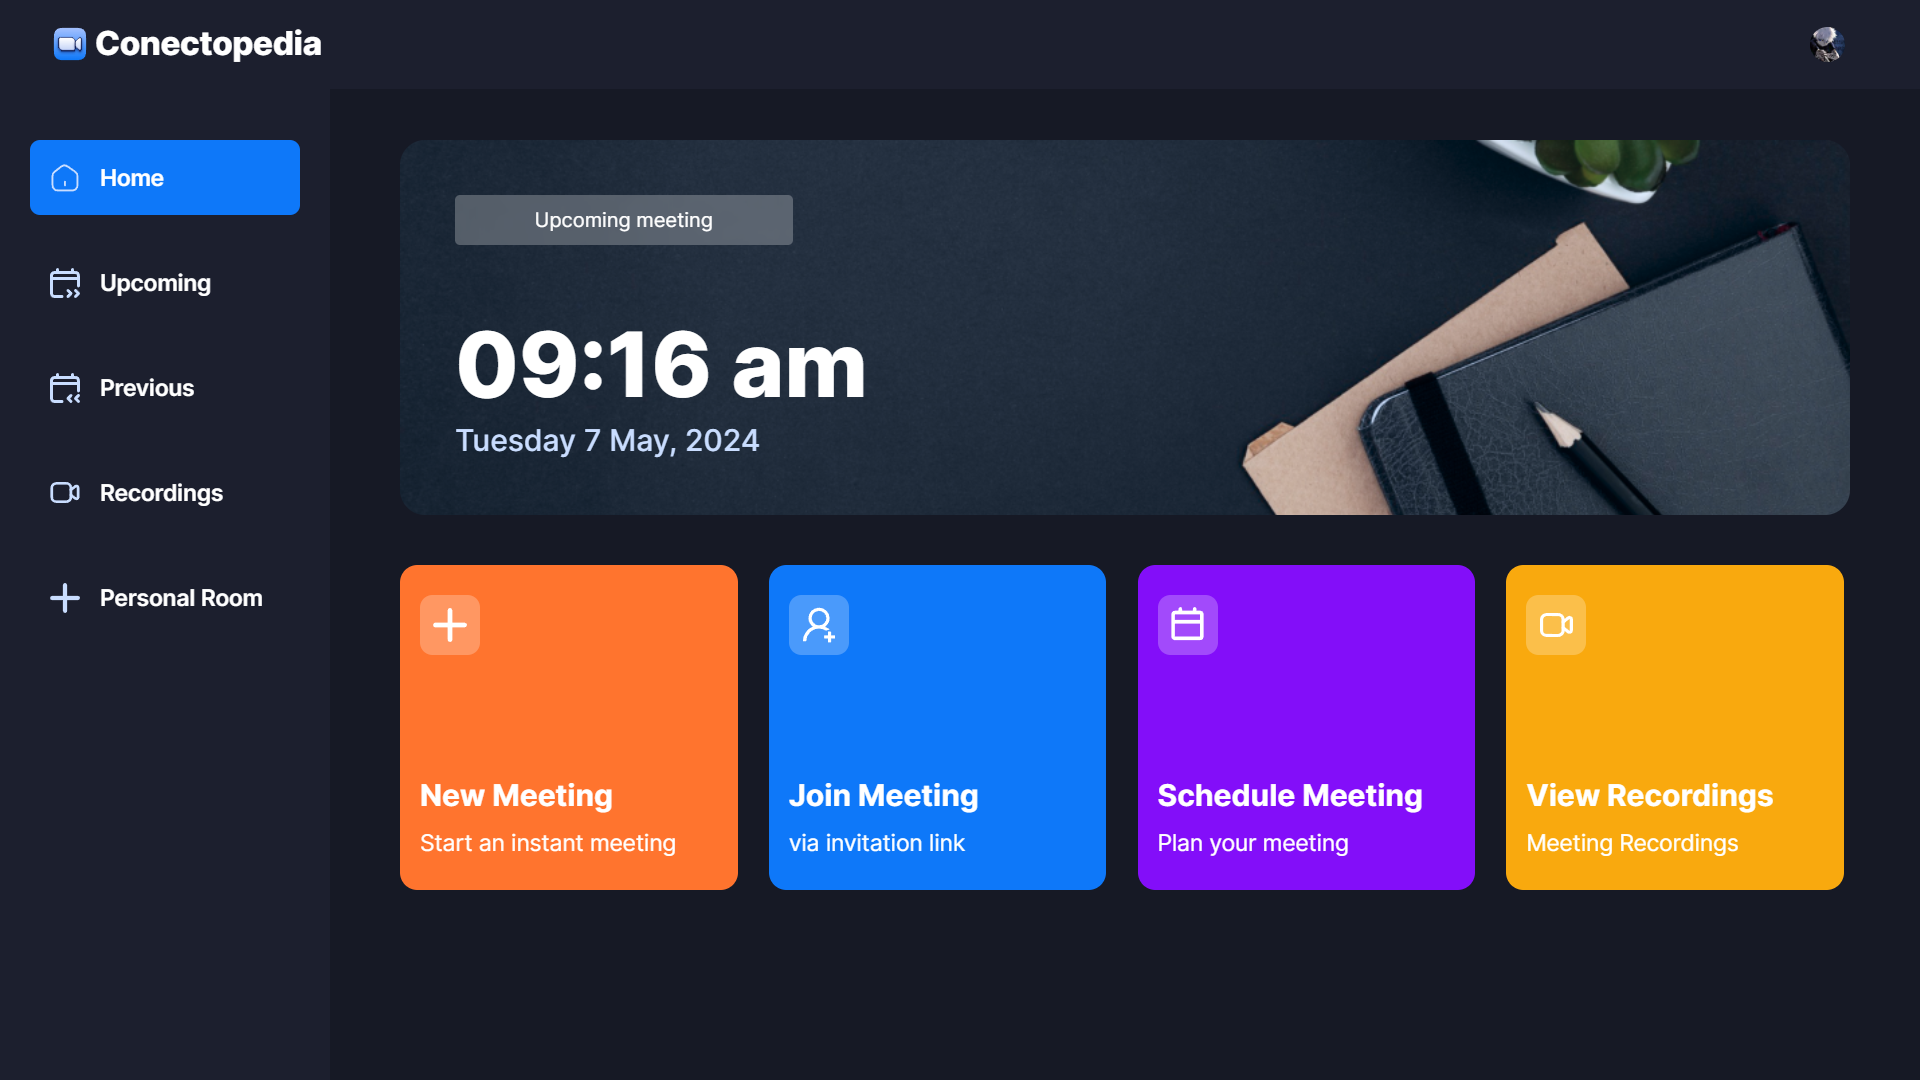 Conectopedia
Home
Upcoming
Previous
Recordings
Personal Room
Upcoming meeting
09:16 am
Tuesday 7 May, 2024
New Meeting
Start an instant meeting
Join Meeting
via invitation link
Schedule Meeting
Plan your meeting
View Recordings
Meeting Recordings